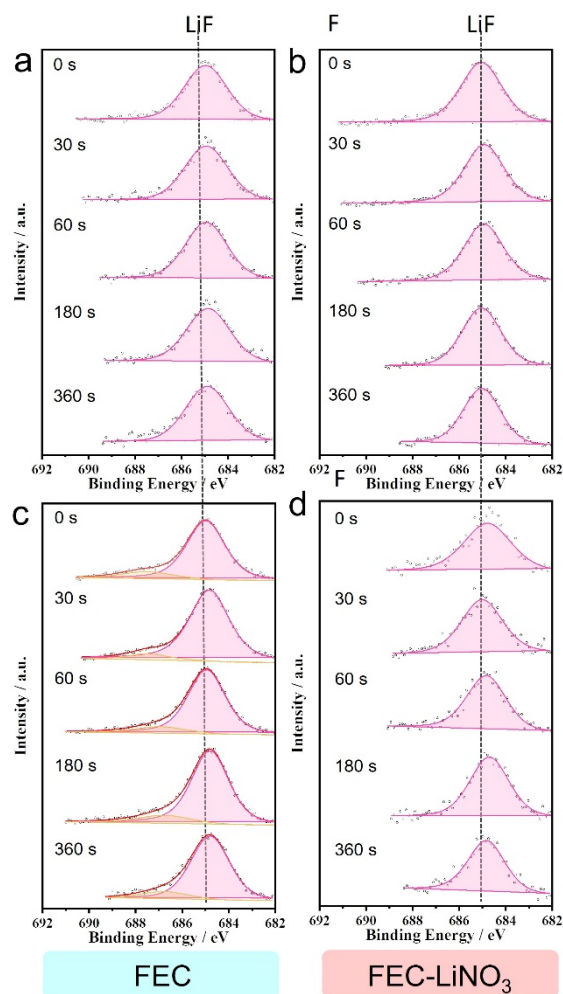 LiF F LiF
a
0 s
30 s
60 s
180 s
360 s
Intensity / a.u.
692 690 688 686 684 682
Binding Energy / eV
b
0 s
30 s
60 s
180 s
360 s
Intensity / a.u.
692 690 688 686 684 682
Binding Energy / eV
F
c
0 s
30 s
60 s
180 s
360 s
Intensity / a.u.
692 690 688 686 684 682
Binding Energy / eV
d
0 s
30 s
60 s
180 s
360 s
Intensity / a.u.
692 690 688 686 684 682
Binding Energy / eV
FEC
FEC-LiNO₃